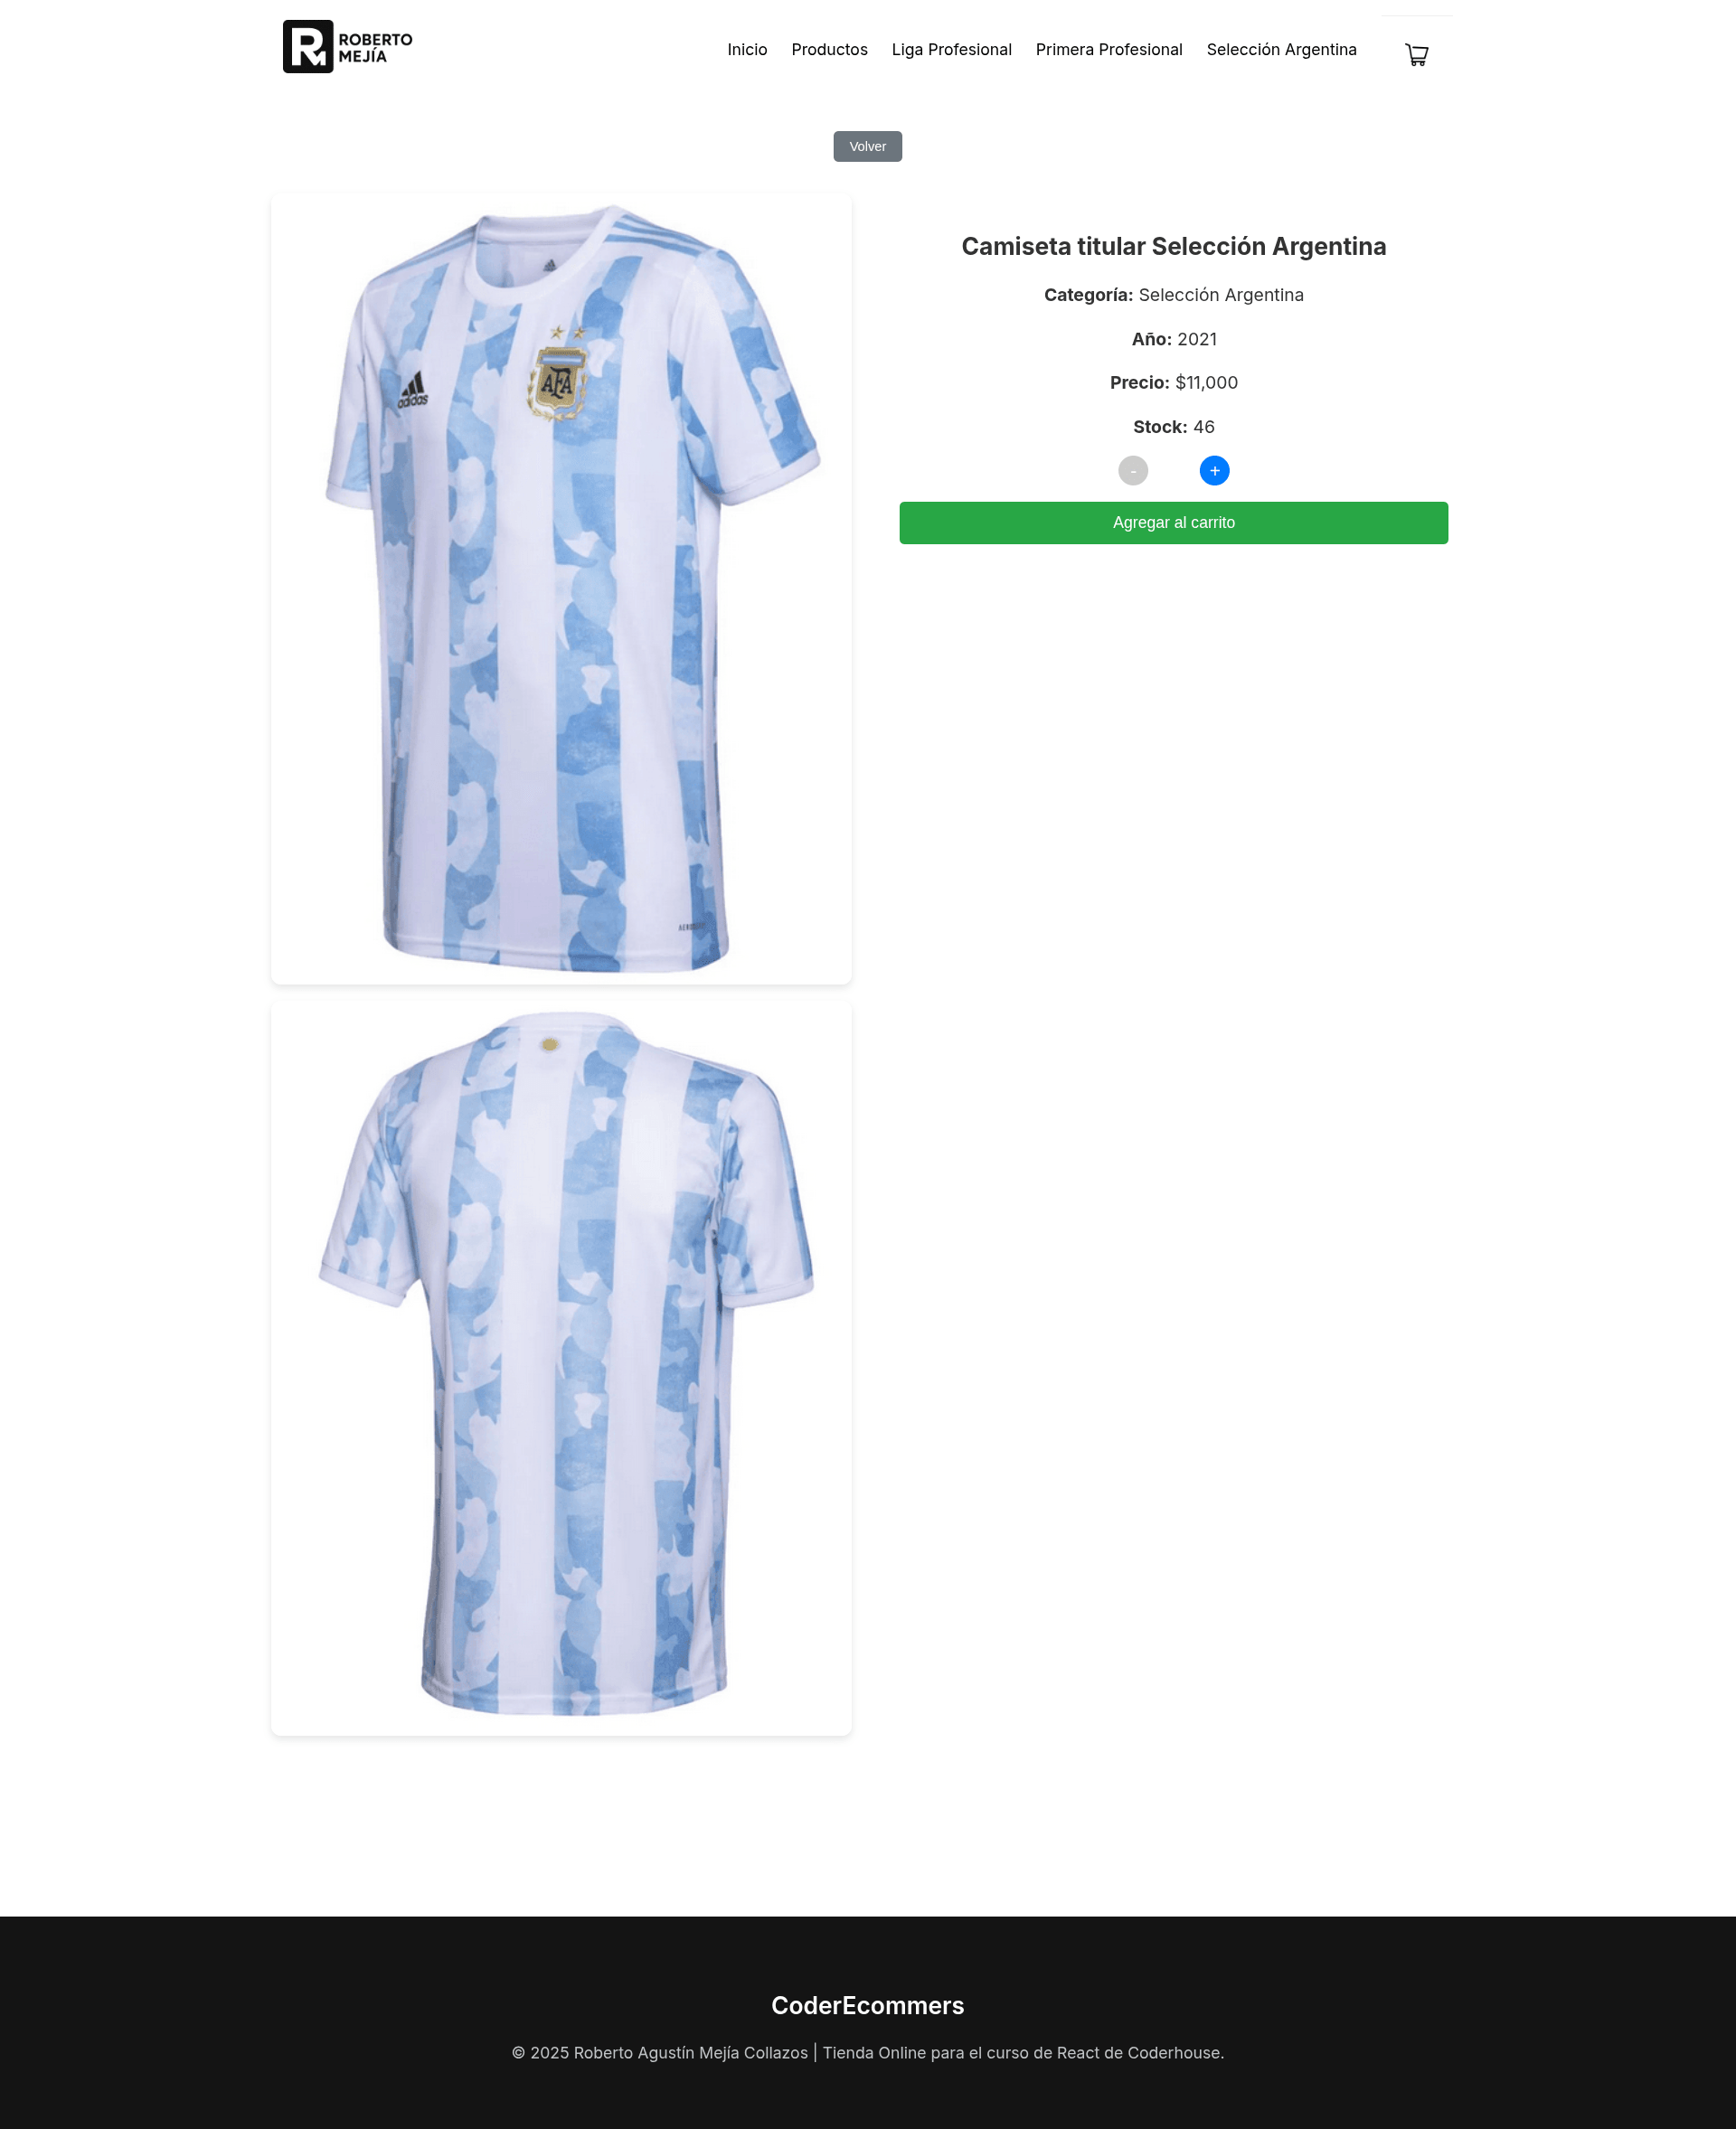 ROBERTO
MEJÍA
Inicio
Productos
Liga Profesional
Primera Profesional
Selección Argentina
Volver
adidas
AFA
Camiseta titular Selección Argentina
Categoría: Selección Argentina
Año: 2021
Precio: $11,000
Stock: 46
-
+
Agregar al carrito
CoderEcommers
© 2025 Roberto Agustín Mejía Collazos | Tienda Online para el curso de React de Coderhouse.